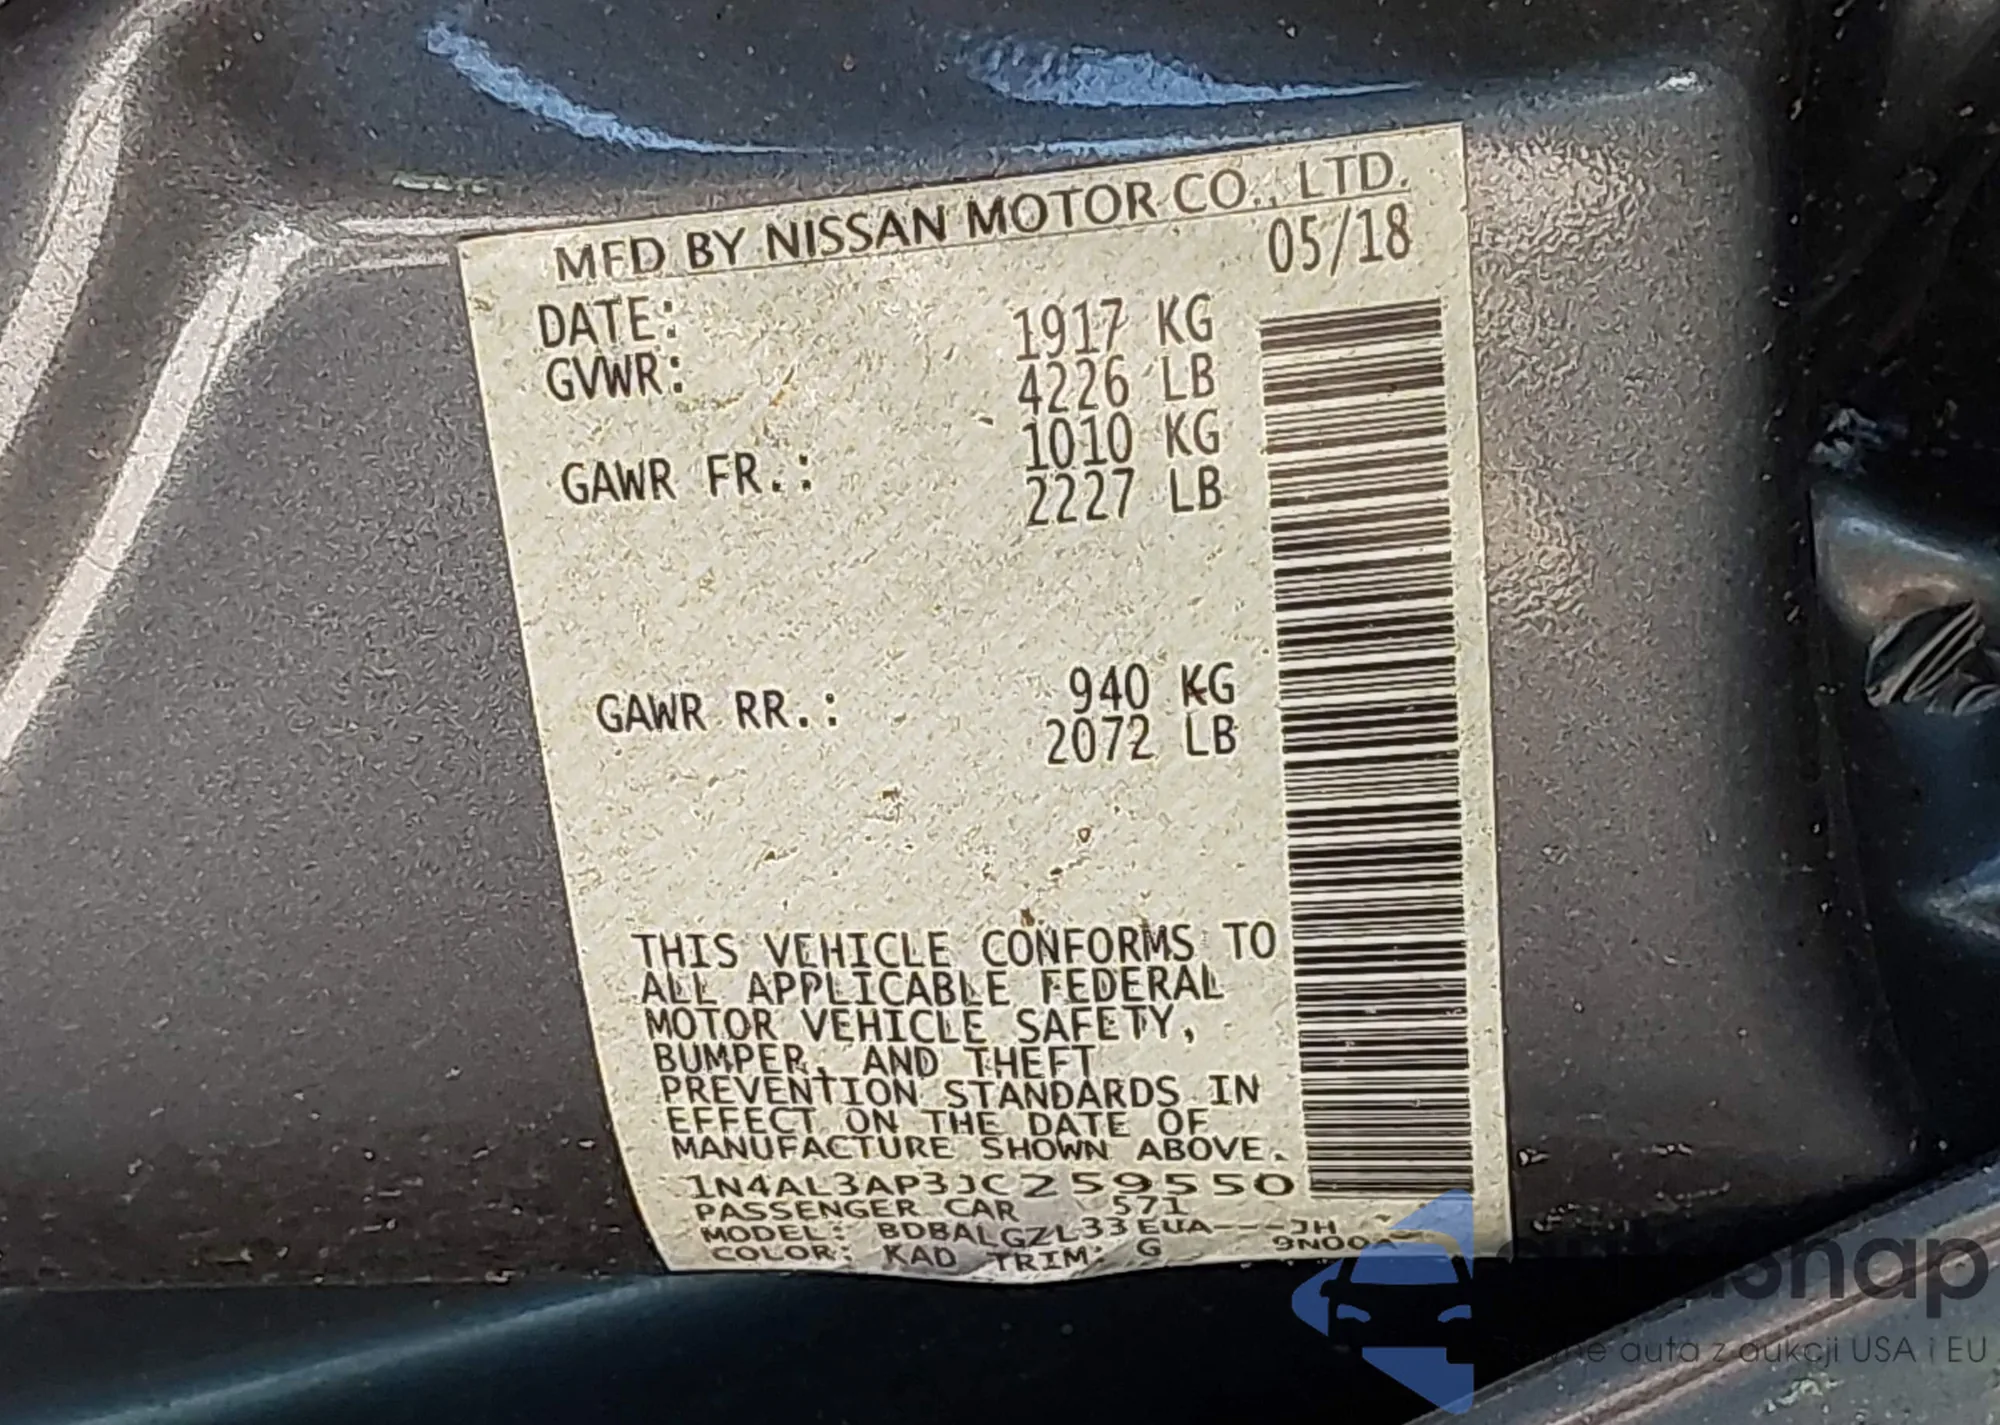 MFD BY NISSAN MOTOR CO., LTD.
05/18
DATE:
1917 KG
GVWR:
4226 LB
1010 KG
GAWR FR.:
2227 LB
940 KG
GAWR RR.:
2072 LB
THIS VEHICLE CONFORMS TO
ALL APPLICABLE FEDERAL
MOTOR VEHICLE SAFETY,
BUMPER, AND THEFT
PREVENTION STANDARDS IN
EFFECT ON THE DATE OF
MANUFACTURE SHOWN ABOVE.
1N4AL3AP3JC259550
PASSENGER CAR 571
MODEL: BDBALGZL33EUA---JH
COLOR: KAD TRIM: G
auta z aukcji USA i EU